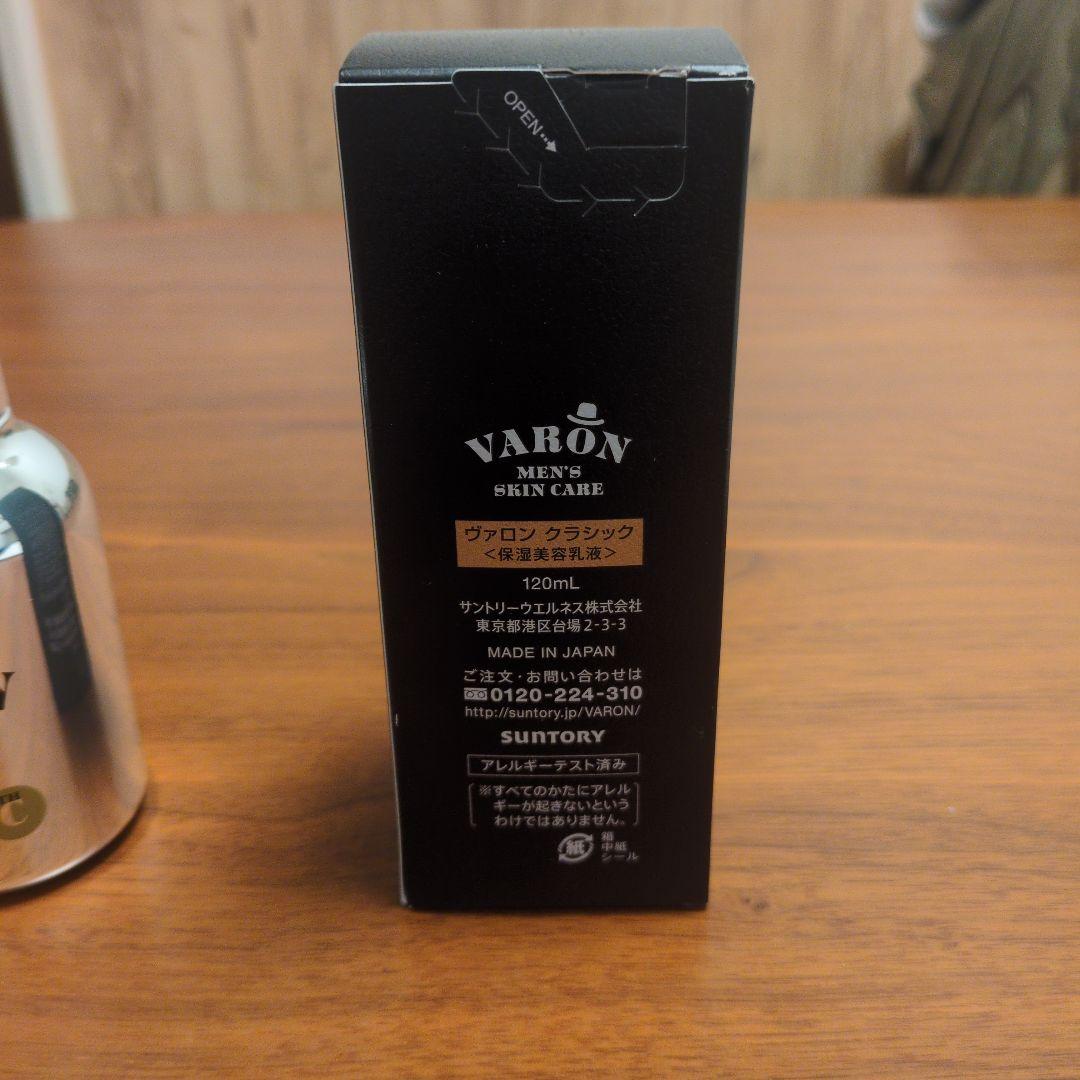 OPEN
VARON
MEN'S
SKIN CARE
ヴァロン クラシック
<保湿美容乳液>
120mL
サントリーウエルネス株式会社
東京都港区台場2-3-3
MADE IN JAPAN
ご注文・お問い合わせは
0120-224-310
http://suntory.jp/VARON/
SUNTORY
アレルギーテスト済み
※すべてのかたにアレル
ギーが起きないという
わけではありません。
紙
箱
中紙
シール